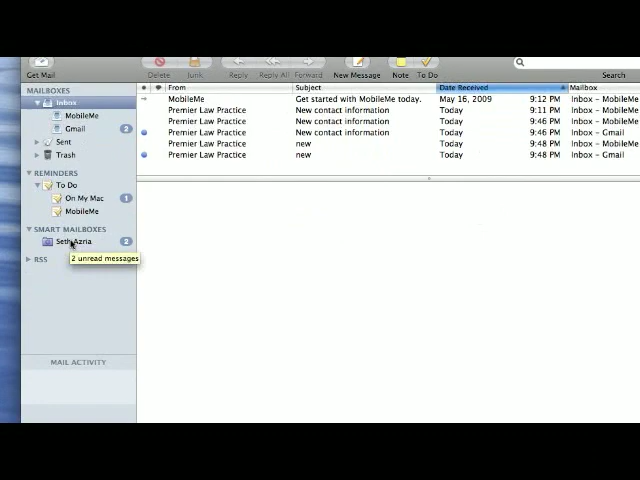 Get Mail Delete Junk Reply Reply All Forward New Message Note To Do Search
MAILBOXES From Subject Date Received Mailbox
Inbox MobileMe Get started with MobileMe today. May 16, 2009 9:12 PM Inbox - MobileMe
MobileMe Premier Law Practice New contact information Today 9:11 PM Inbox - MobileMe
Premier Law Practice New contact information Today 9:46 PM Inbox - MobileMe
Gmail 2 Premier Law Practice New contact information Today 9:46 PM Inbox - Gmail
Sent Premier Law Practice new Today 9:48 PM Inbox - MobileMe
Trash Premier Law Practice new Today 9:48 PM Inbox - Gmail
REMINDERS
To Do
On My Mac 1
MobileMe
SMART MAILBOXES
Seth Azria 2
2 unread messages
RSS
MAIL ACTIVITY